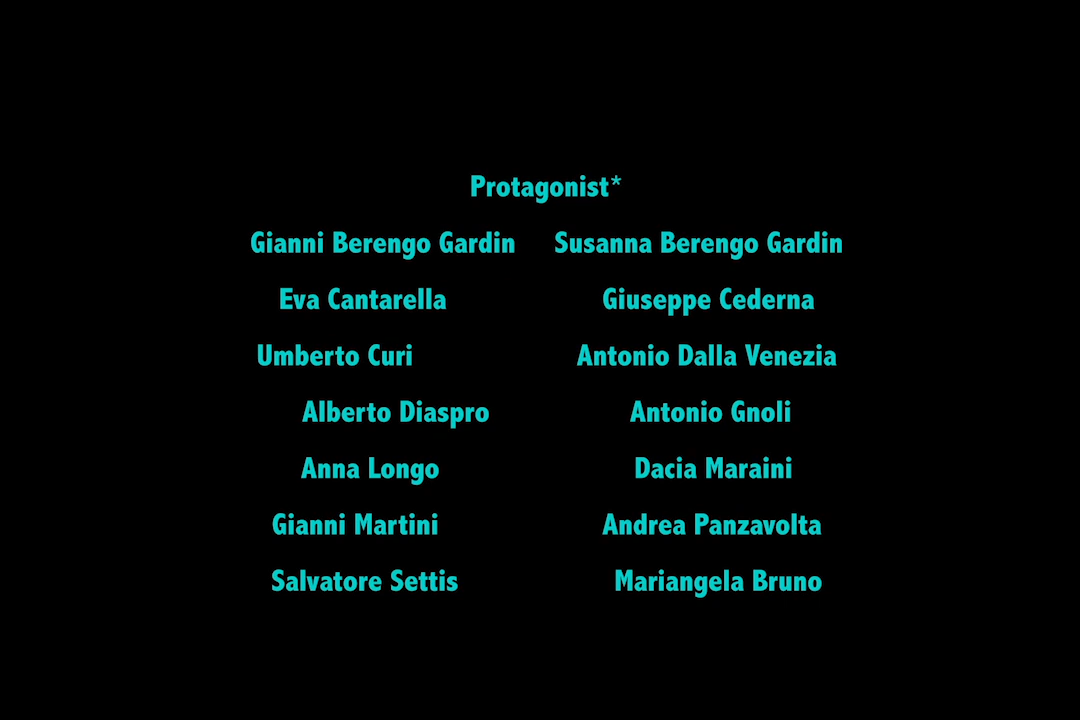 Protagonist*
Gianni Berengo Gardin Susanna Berengo Gardin
Eva Cantarella Giuseppe Cederna
Umberto Curi Antonio Dalla Venezia
Alberto Diaspro Antonio Gnoli
Anna Longo Dacia Maraini
Gianni Martini Andrea Panzavolta
Salvatore Settis Mariangela Bruno